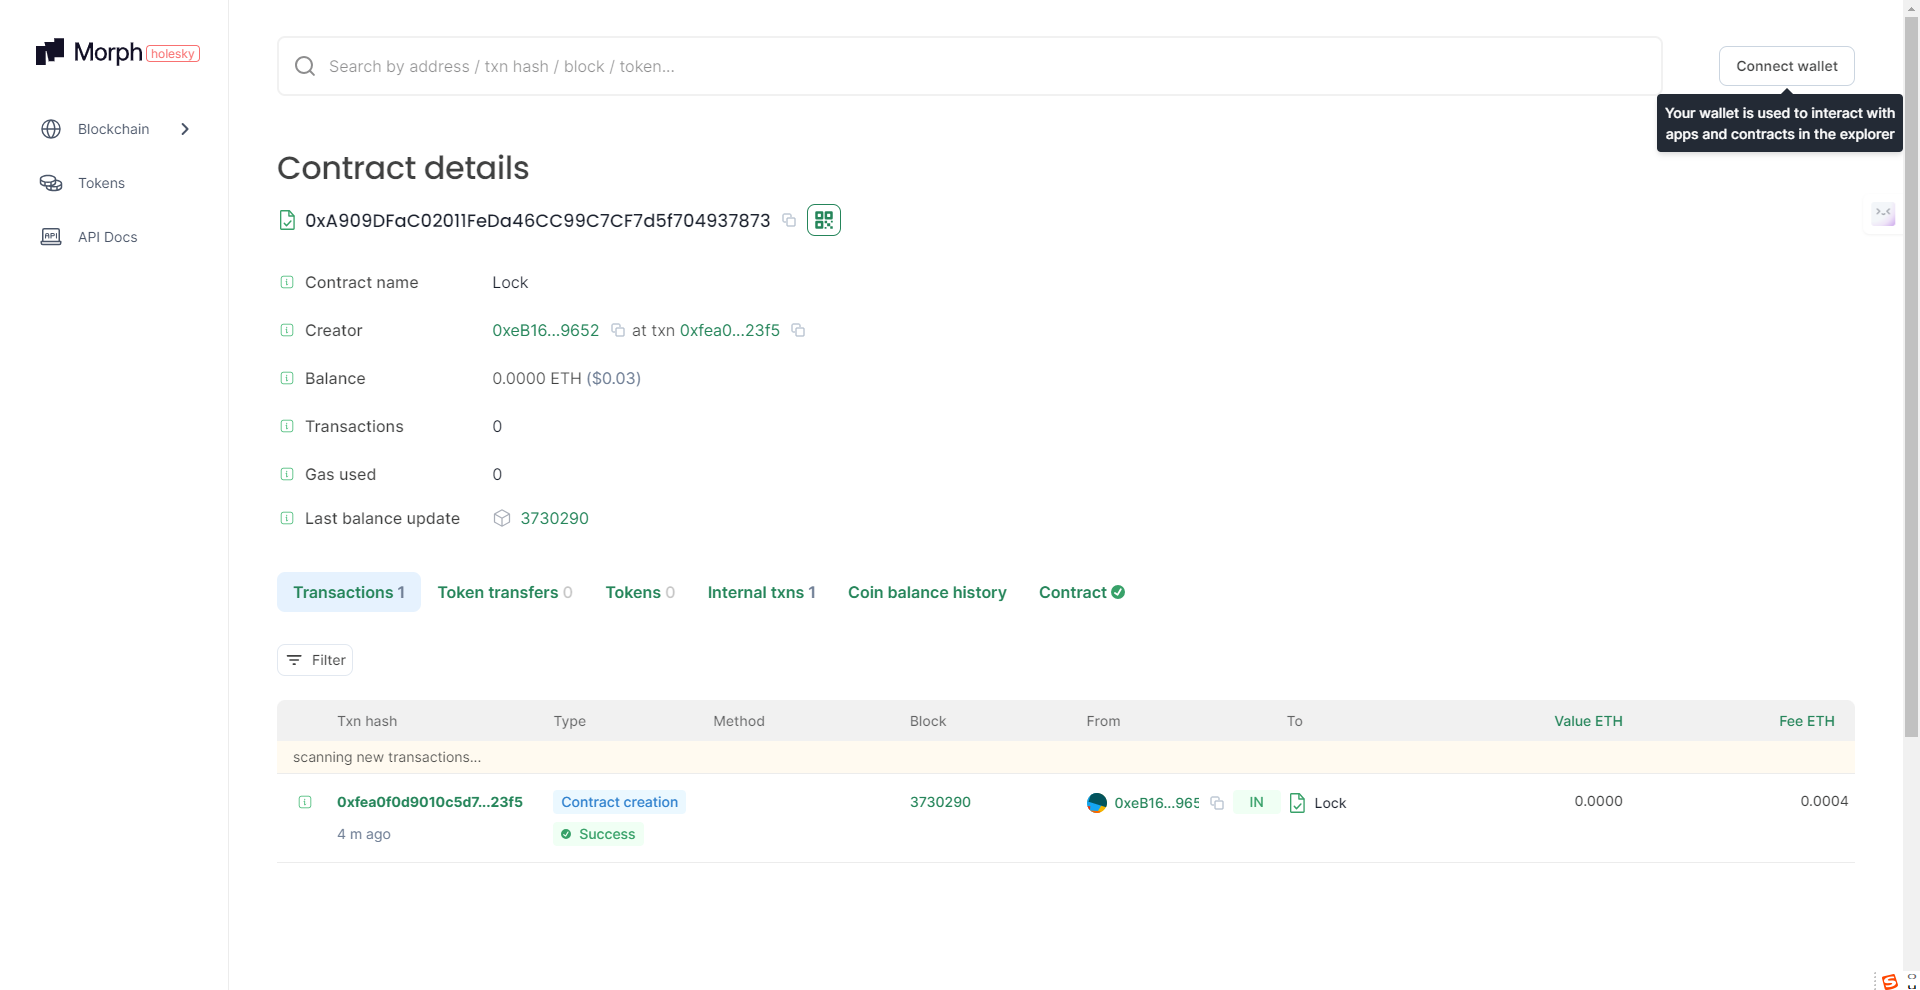 Morph holesky
Search by address / txn hash / block / token...
Connect wallet
Your wallet is used to interact with
apps and contracts in the explorer
Blockchain
Tokens
API Docs
Contract details
0xA909DFaC02011FeDa46CC99C7CF7d5f704937873
Contract name Lock
Creator 0xeB16...9652 at txn 0xfea0...23f5
Balance 0.0000 ETH ($0.03)
Transactions 0
Gas used 0
Last balance update 3730290
Transactions 1 Token transfers 0 Tokens 0 Internal txns 1 Coin balance history Contract
Filter
Txn hash Type Method Block From To Value ETH Fee ETH
scanning new transactions...
0xfea0f0d9010c5d7...23f5 Contract creation 3730290 0xeB16...965 IN Lock 0.0000 0.0004
4 m ago Success